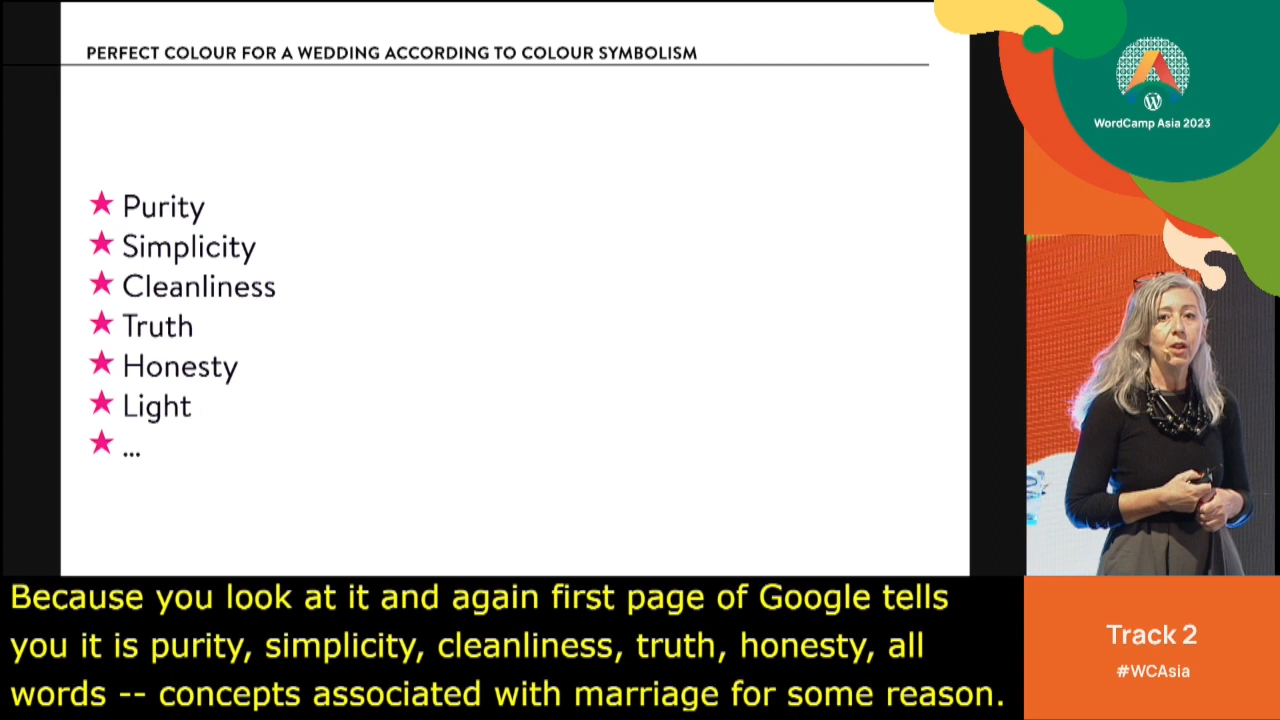 PERFECT COLOUR FOR A WEDDING ACCORDING TO COLOUR SYMBOLISM
★ Purity
★ Simplicity
★ Cleanliness
★ Truth
★ Honesty
★ Light
★ ...
WordCamp Asia 2023
Because you look at it and again first page of Google tells
you it is purity, simplicity, cleanliness, truth, honesty, all
words -- concepts associated with marriage for some reason.
Track 2
#WCAsia